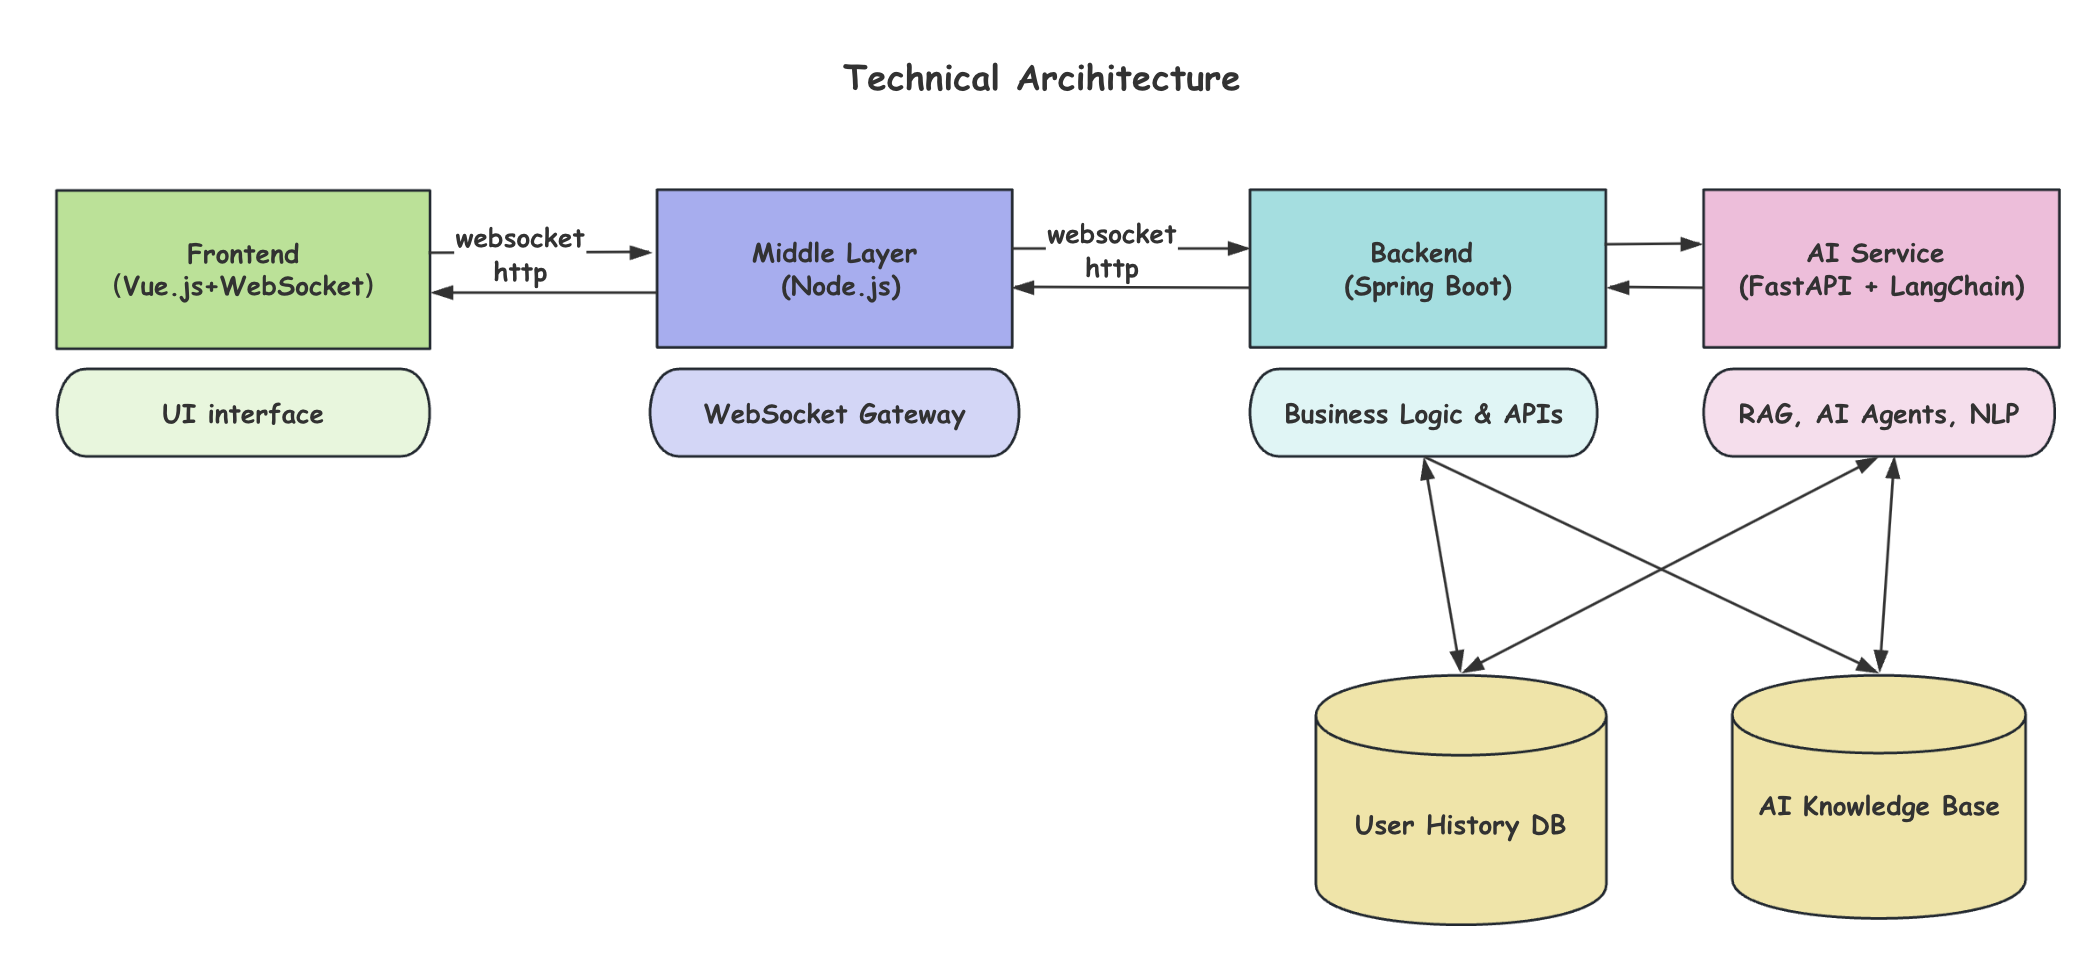 Technical Arcihitecture
Frontend
(Vue.js+WebSocket)
websocket
http
Middle Layer
(Node.js)
websocket
http
Backend
(Spring Boot)
AI Service
(FastAPI + LangChain)
UI interface
WebSocket Gateway
Business Logic & APIs
RAG, AI Agents, NLP
User History DB
AI Knowledge Base